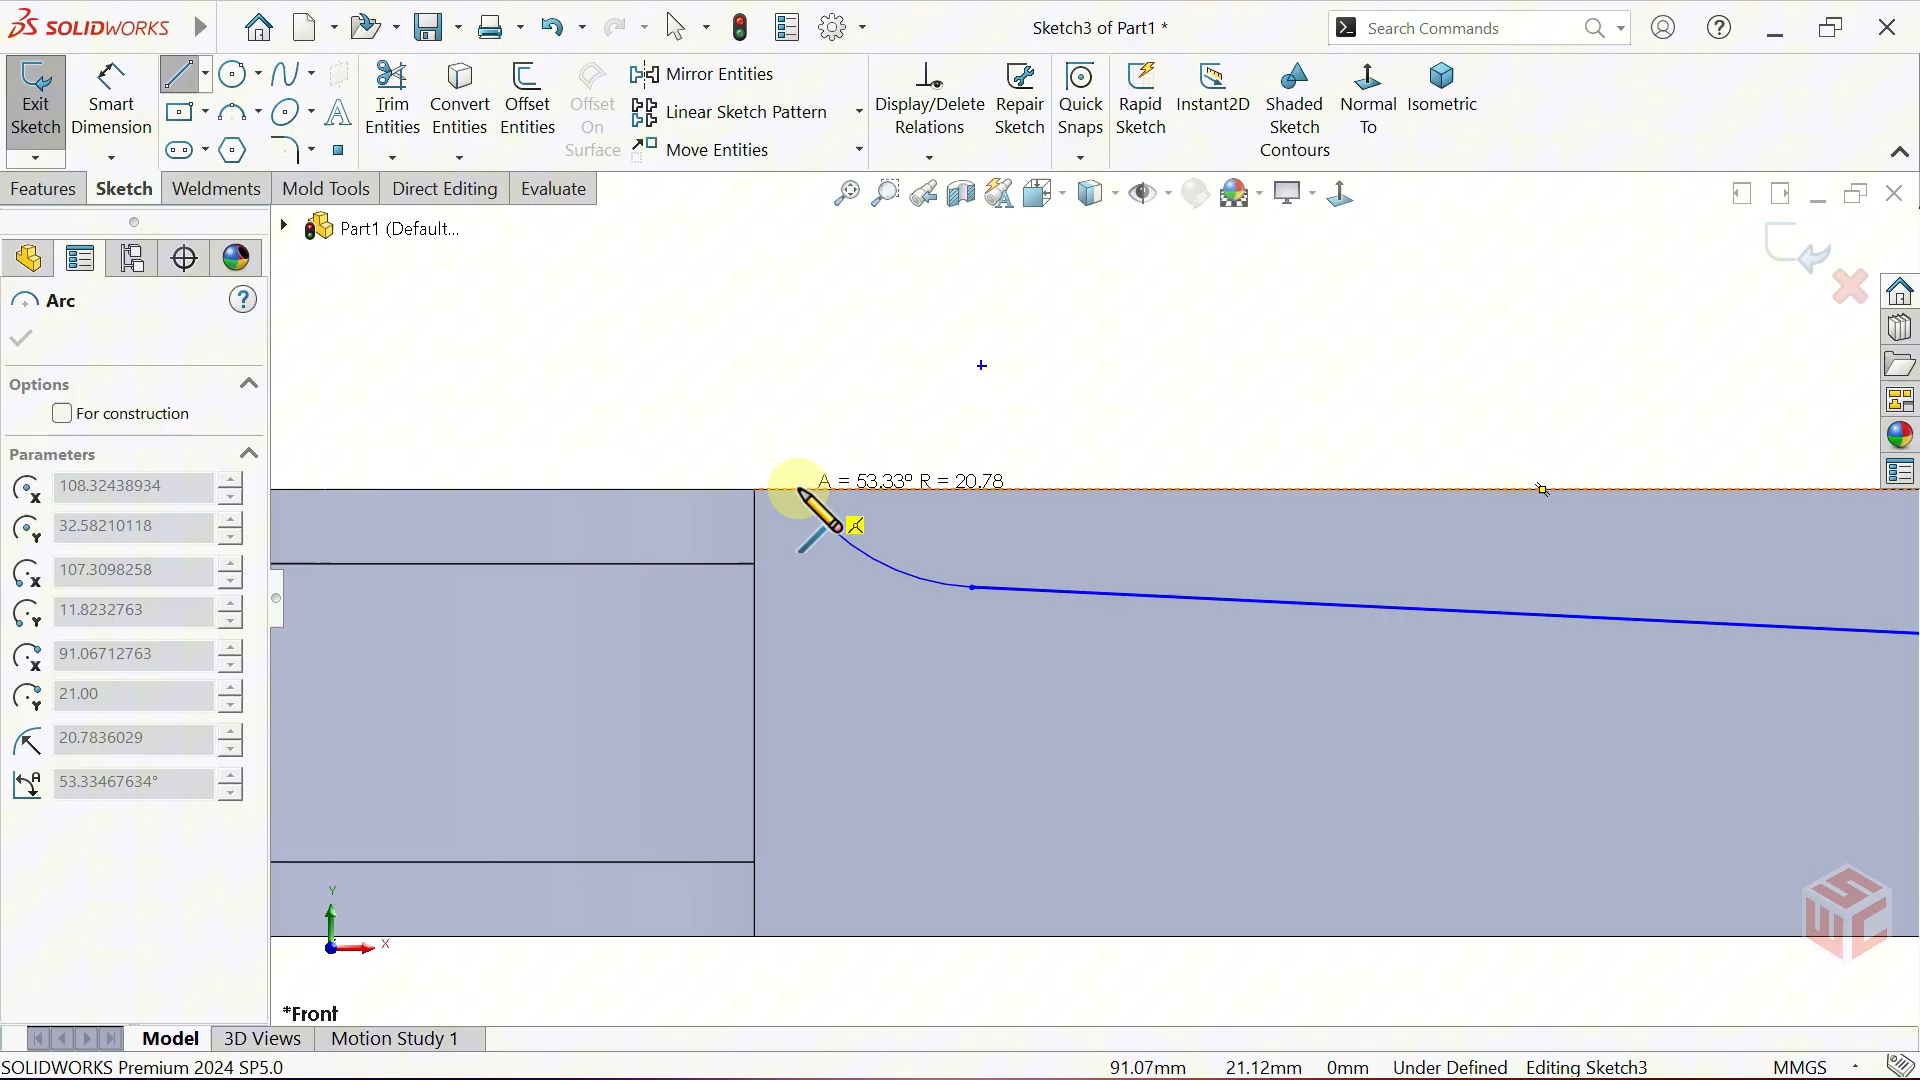 SOLIDWORKS
Sketch3 of Part1 *
Search Commands
Exit Sketch
Smart Dimension
Trim Entities
Convert Entities
Offset Entities
Offset On Surface
Mirror Entities
Linear Sketch Pattern
Move Entities
Display/Delete Relations
Repair Sketch
Quick Snaps
Rapid Sketch
Instant2D
Shaded Sketch Contours
Normal To
Isometric
Features
Sketch
Weldments
Mold Tools
Direct Editing
Evaluate
Part1 (Default...
Arc
Options
For construction
Parameters
108.32438934
32.58210118
107.3098258
11.8232763
91.06712763
21.00
20.7836029
53.33467634°
A = 53.33° R = 20.78
Y
X
*Front
SWC
Model
3D Views
Motion Study 1
SOLIDWORKS Premium 2024 SP5.0
91.07mm
21.12mm
0mm
Under Defined
Editing Sketch3
MMGS